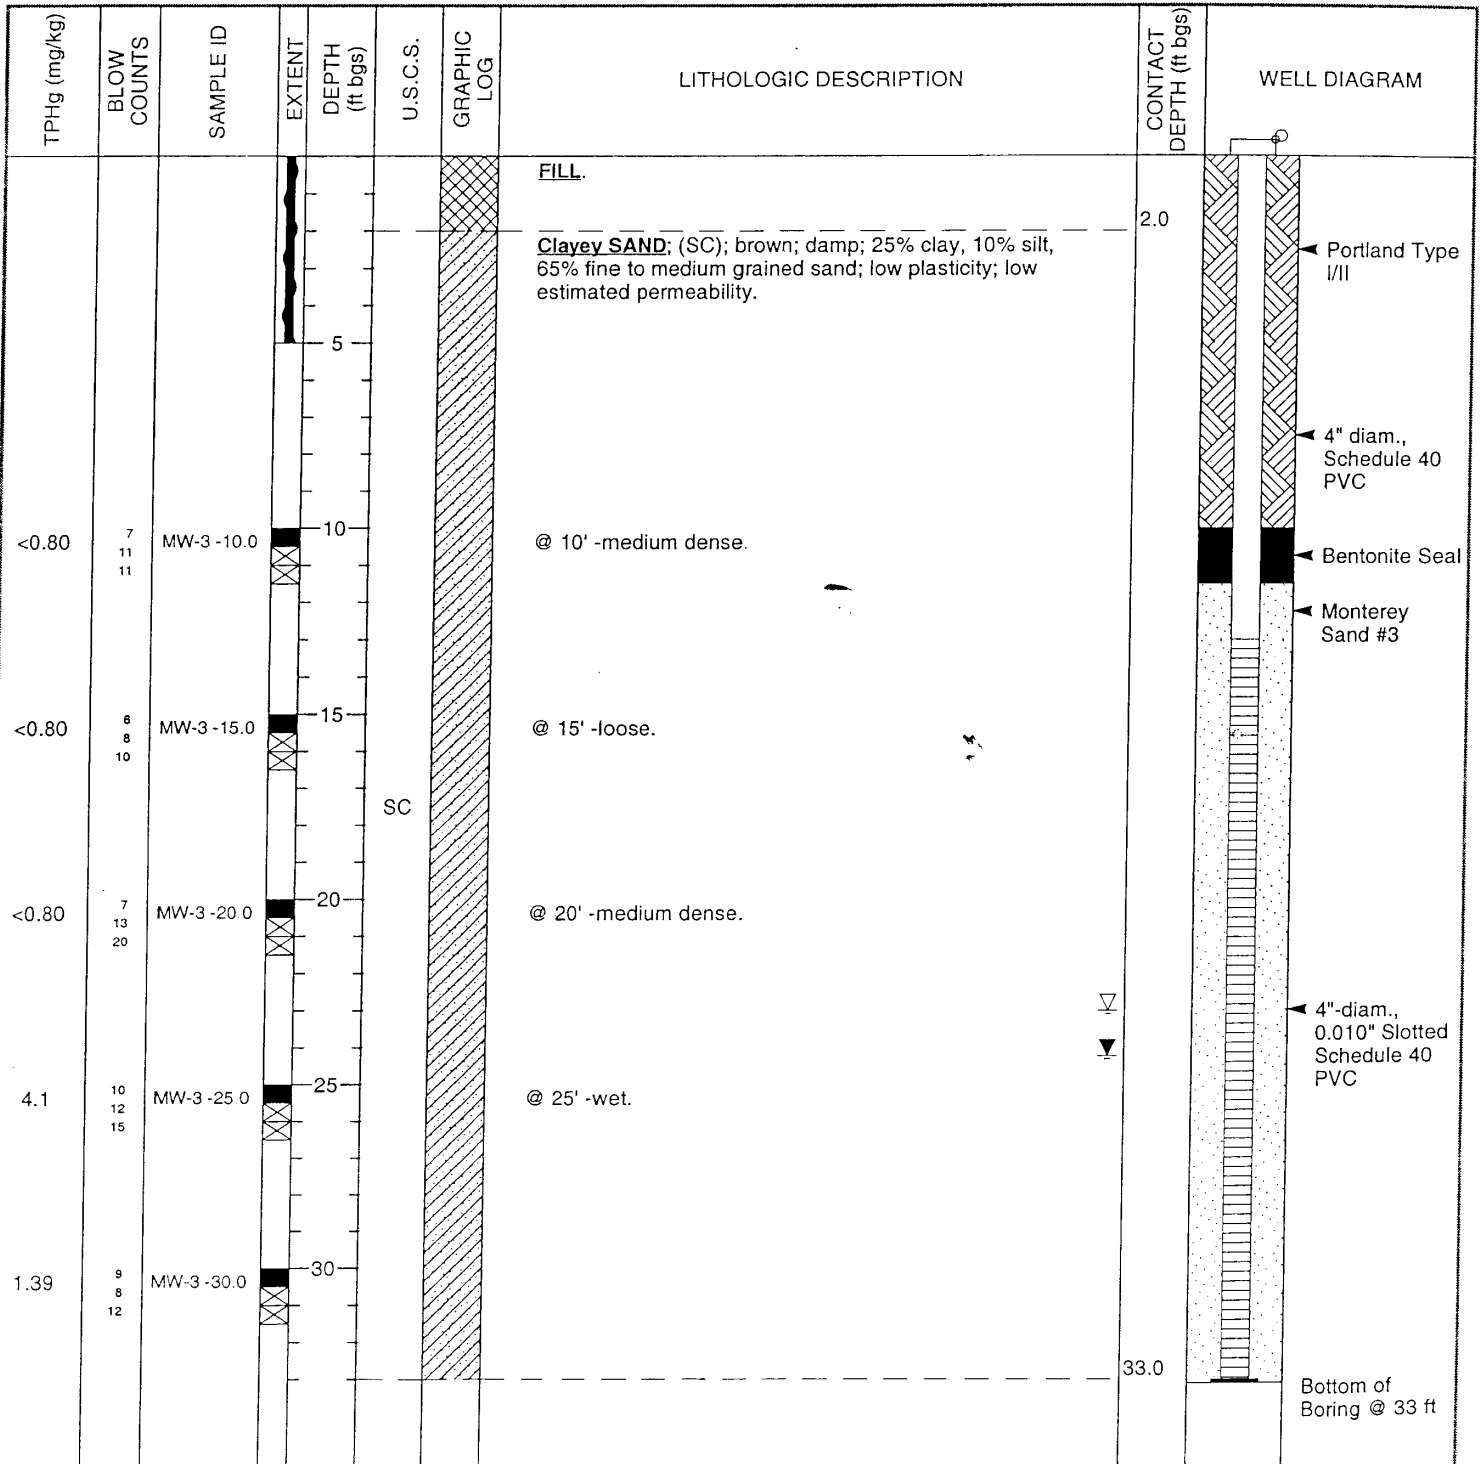 TPHg (mg/kg)
BLOW COUNTS
SAMPLE ID
EXTENT
DEPTH (ft bgs)
U.S.C.S.
GRAPHIC LOG
LITHOLOGIC DESCRIPTION
CONTACT DEPTH (ft bgs)
WELL DIAGRAM
FILL.
2.0
Clayey SAND; (SC); brown; damp; 25% clay, 10% silt,
65% fine to medium grained sand; low plasticity; low
estimated permeability.
Portland Type
I/II
5
4" diam.,
Schedule 40
PVC
<0.80
7
11
11
MW-3 -10.0
10
@ 10' -medium dense.
Bentonite Seal
Monterey
Sand #3
<0.80
6
8
10
MW-3 -15.0
15
@ 15' -loose.
SC
<0.80
7
13
20
MW-3 -20.0
20
@ 20' -medium dense.
4"-diam.,
0.010" Slotted
Schedule 40
PVC
4.1
10
12
15
MW-3 -25.0
25
@ 25' -wet.
1.39
9
8
12
MW-3 -30.0
30
33.0
Bottom of
Boring @ 33 ft